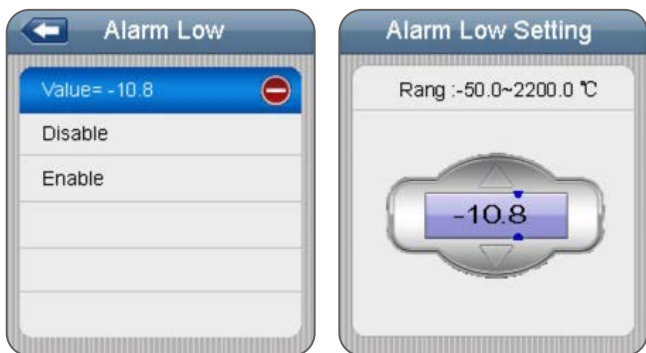 Alarm Low
Value= -10.8
Disable
Enable
Alarm Low Setting
Rang :-50.0~2200.0 ℃
-10.8